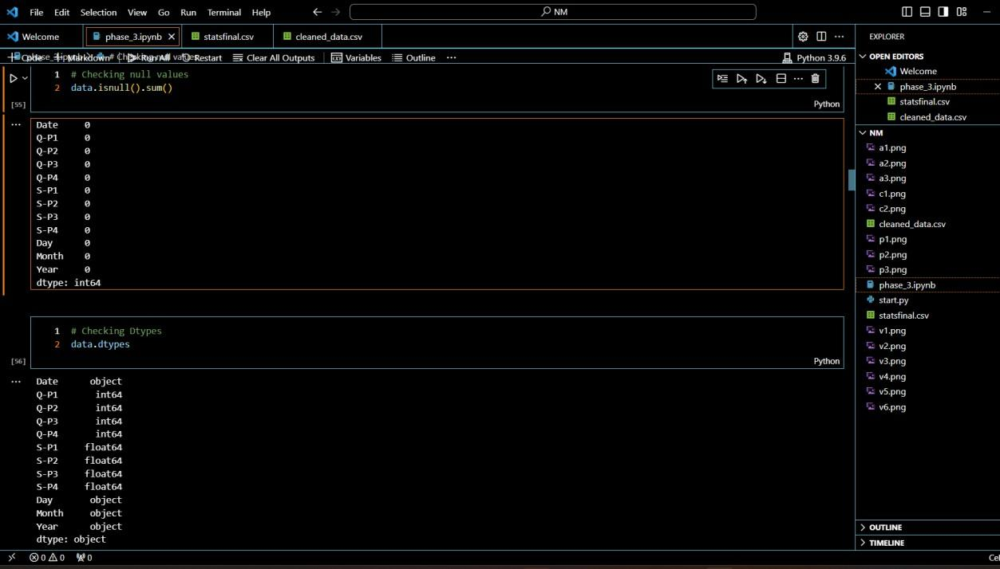 File Edit Selection View Go Run Terminal Help NM
Welcome phase_3.ipynb statsfinal.csv cleaned_data.csv
Code Markdown Run All Restart Clear All Outputs Variables Outline Python 3.9.6
1 # Checking null values
2 data.isnull().sum()
[55] Python
Date 0
Q-P1 0
Q-P2 0
Q-P3 0
Q-P4 0
S-P1 0
S-P2 0
S-P3 0
S-P4 0
Day 0
Month 0
Year 0
dtype: int64
1 # Checking Dtypes
2 data.dtypes
[56] Python
Date object
Q-P1 int64
Q-P2 int64
Q-P3 int64
Q-P4 int64
S-P1 float64
S-P2 float64
S-P3 float64
S-P4 float64
Day object
Month object
Year object
dtype: object
EXPLORER
OPEN EDITORS
Welcome
phase_3.ipynb
statsfinal.csv
cleaned_data.csv
NM
a1.png
a2.png
a3.png
c1.png
c2.png
cleaned_data.csv
p1.png
p2.png
p3.png
phase_3.ipynb
start.py
statsfinal.csv
v1.png
v2.png
v3.png
v4.png
v5.png
v6.png
OUTLINE
TIMELINE
0 0 0 Cel